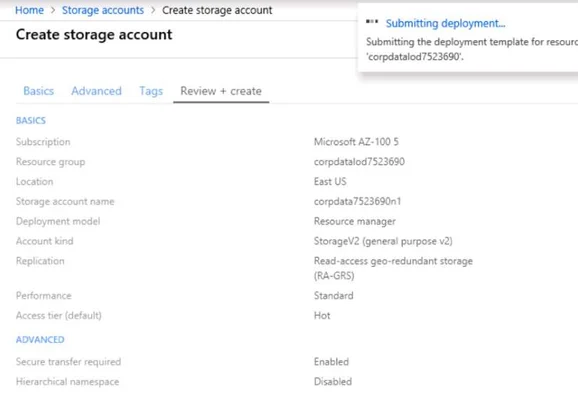 Home > Storage accounts > Create storage account
Create storage account
Submitting deployment...
Submitting the deployment template for resourc
'corpdatalod7523690'.
Basics Advanced Tags Review + create
BASICS
Subscription Microsoft AZ-100 5
Resource group corpdatalod7523690
Location East US
Storage account name corpdata7523690n1
Deployment model Resource manager
Account kind StorageV2 (general purpose v2)
Replication Read-access geo-redundant storage
(RA-GRS)
Performance Standard
Access tier (default) Hot
ADVANCED
Secure transfer required Enabled
Hierarchical namespace Disabled